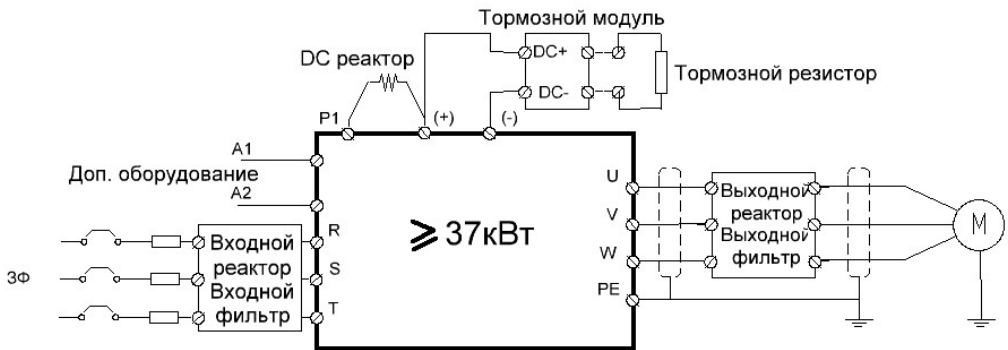 Тормозной модуль
DC реактор
DC+
DC-
Тормозной резистор
P1
(+)
(-)
A1
Доп. оборудование
A2
R
S
T
3Ф
Входной
реактор
Входной
фильтр
≥ 37кВт
U
V
W
PE
Выходной
реактор
Выходной
фильтр
M